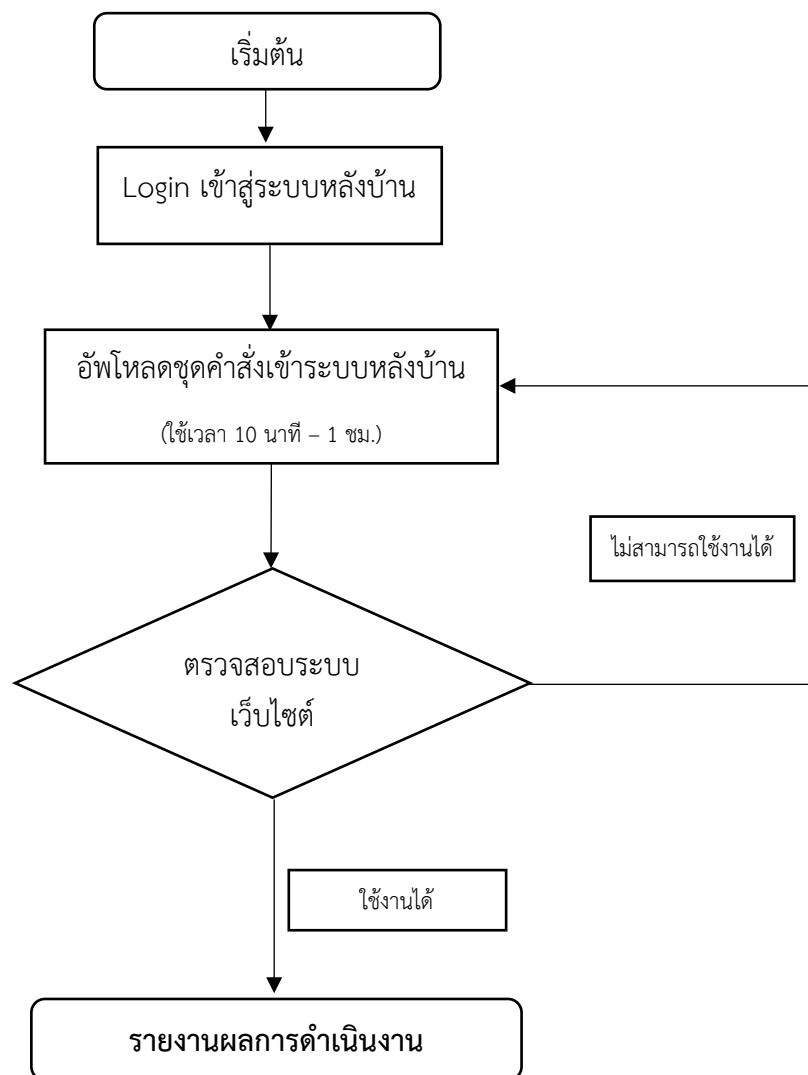 เริ่มต้น
Login เข้าสู่ระบบหลังบ้าน
อัพโหลดชุดคำสั่งเข้าระบบหลังบ้าน
(ใช้เวลา 10 นาที – 1 ชม.)
ไม่สามารถใช้งานได้
ตรวจสอบระบบ
เว็บไซต์
ใช้งานได้
รายงานผลการดำเนินงาน